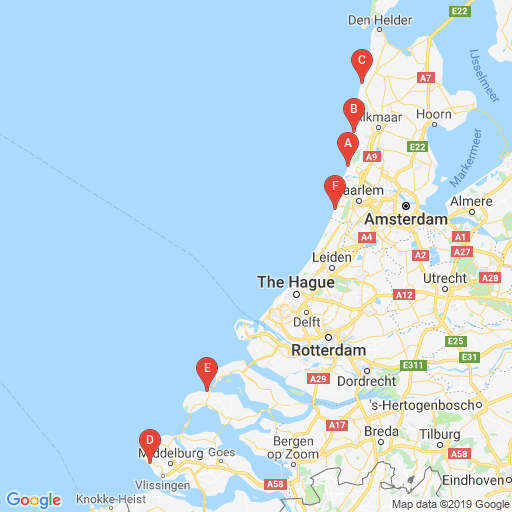 Den Helder
E22
IJsselmeer
C
A7
B
lkmaar
Hoorn
A
E22
A9
Markermeer
F
aarlem
Almere
Amsterdam
A1
A4
A2
A27
Leiden
Utrecht
A28
The Hague
A12
Delft
E25
Rotterdam
E31
E311
E
A29
Dordrecht
's-Hertogenbosch
A17
D
Breda
Tilburg
Middelburg
Goes
Bergen
op Zoom
A58
Vlissingen
A58
Eindhoven
Knokke-Heist
Google
Map data ©2019 Google